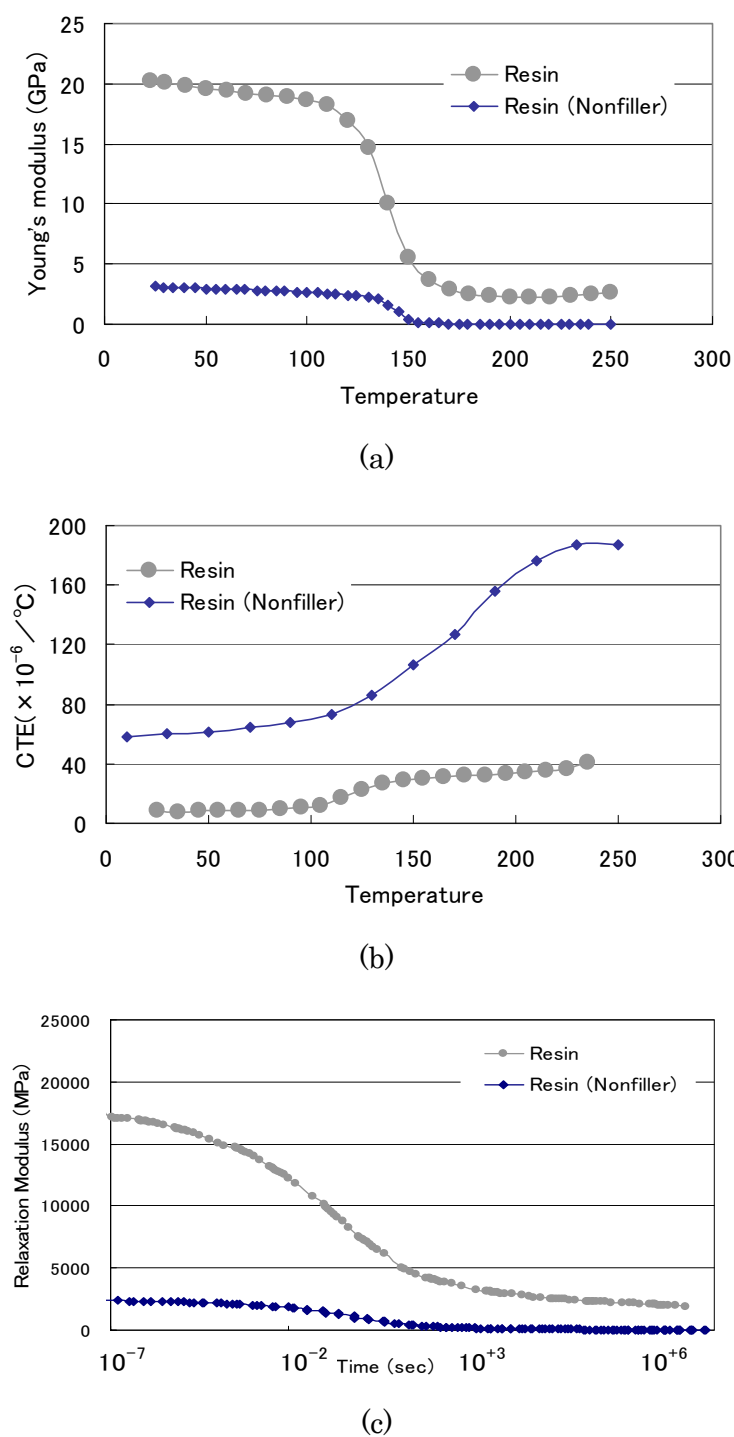 25
20
15
10
5
0
Young's modulus (GPa)
Resin
Resin (Nonfiller)
0 50 100 150 200 250 300
Temperature
(a)
200
160
120
80
40
0
CTE(×10⁻⁶／℃)
Resin
Resin (Nonfiller)
0 50 100 150 200 250 300
Temperature
(b)
25000
20000
15000
10000
5000
0
Relaxation Modulus (MPa)
Resin
Resin (Nonfiller)
10⁻⁷ 10⁻² Time (sec) 10⁺³ 10⁺⁶
(c)